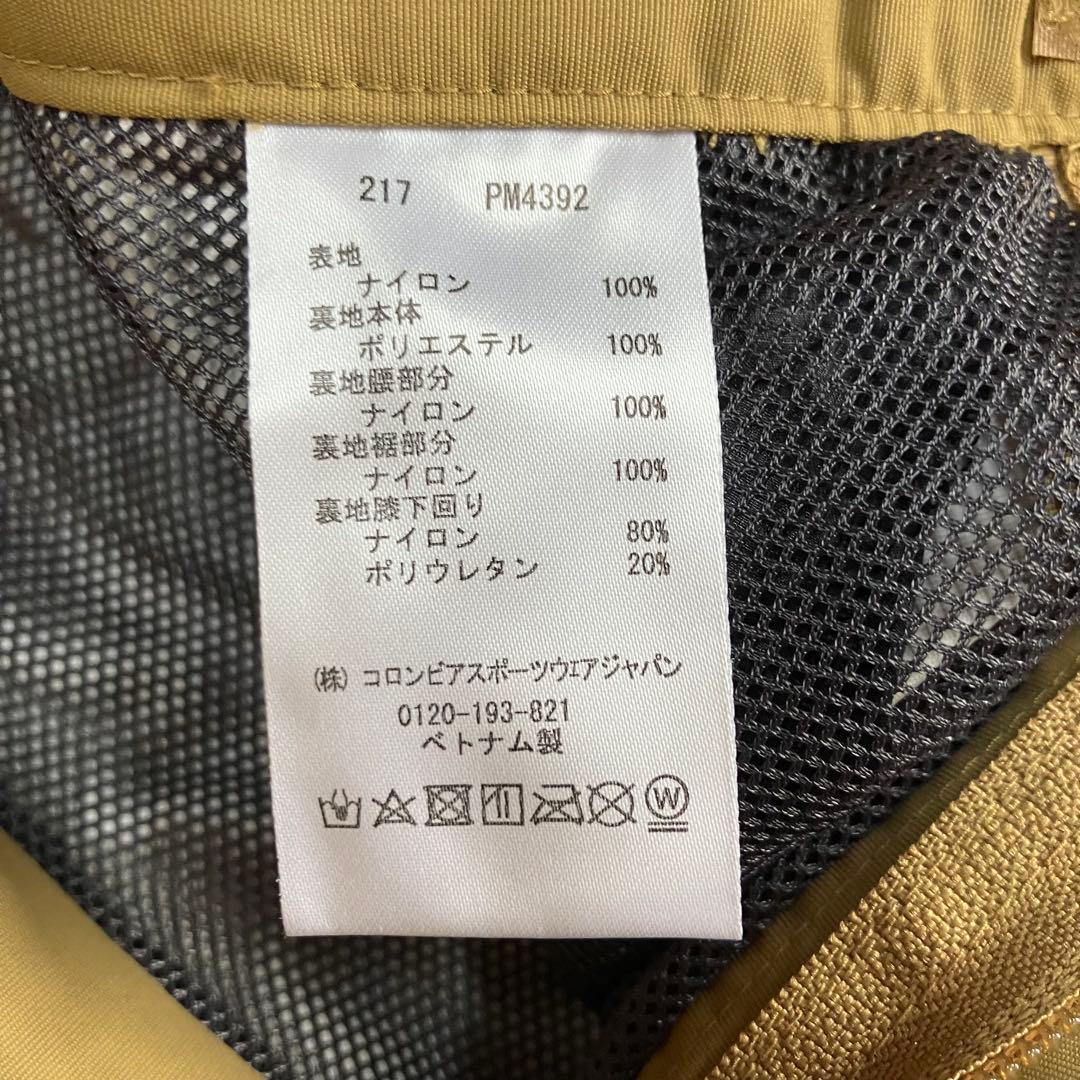 217 PM4392
表地
ナイロン 100%
裏地本体
ポリエステル 100%
裏地腰部分
ナイロン 100%
裏地裾部分
ナイロン 100%
裏地膝下回り
ナイロン 80%
ポリウレタン 20%
(株) コロンビアスポーツウェアジャパン
0120-193-821
ベトナム製
W